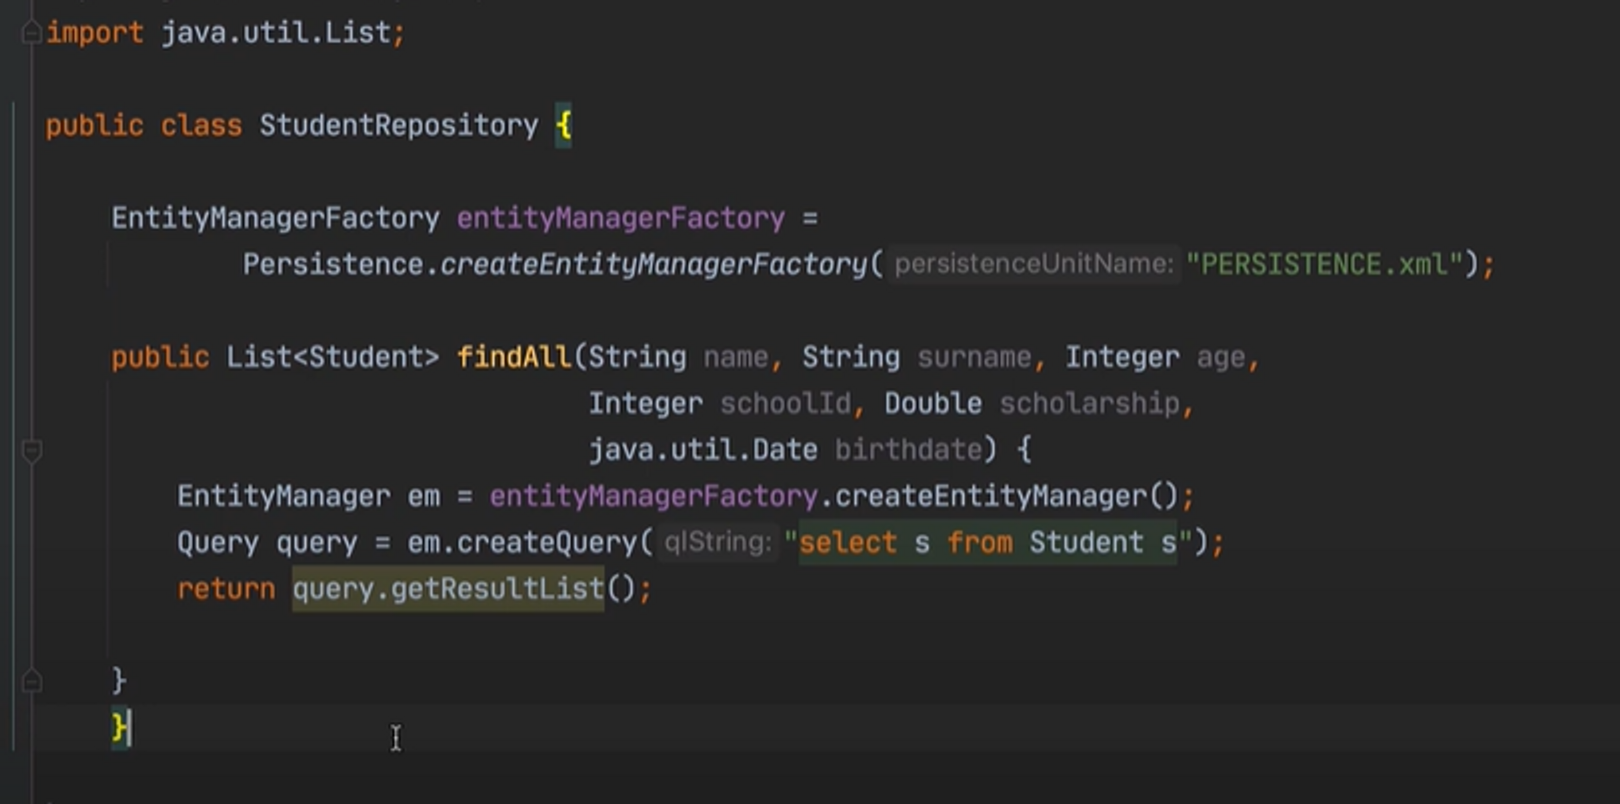 import java.util.List;
public class StudentRepository {
EntityManagerFactory entityManagerFactory =
Persistence.createEntityManagerFactory( persistenceUnitName: "PERSISTENCE.xml");
public List<Student> findAll(String name, String surname, Integer age,
Integer schoolId, Double scholarship,
java.util.Date birthdate) {
EntityManager em = entityManagerFactory.createEntityManager();
Query query = em.createQuery( qlString: "select s from Student s");
return query.getResultList();
}
}